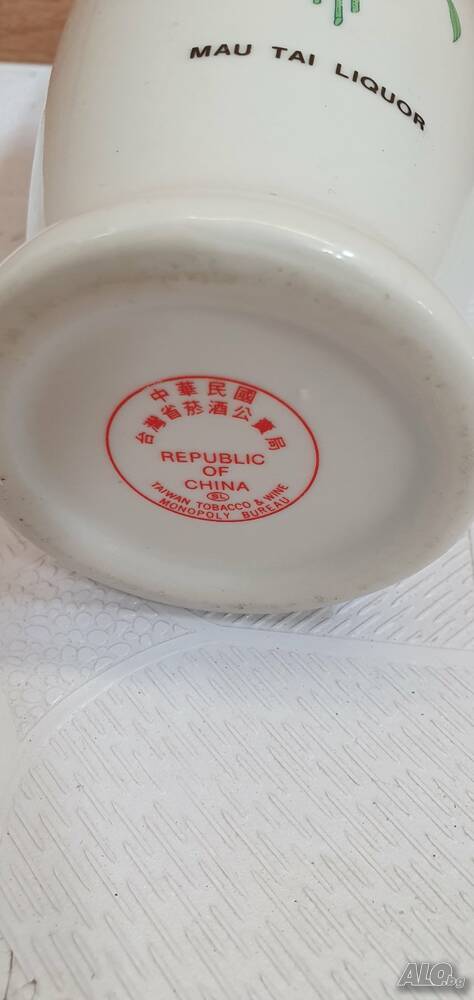 MAU TAI LIQUOR
中華民國
台灣省菸酒公賣局
REPUBLIC
OF
CHINA
SL
TAIWAN TOBACCO & WINE
MONOPOLY BUREAU
ALO.bg